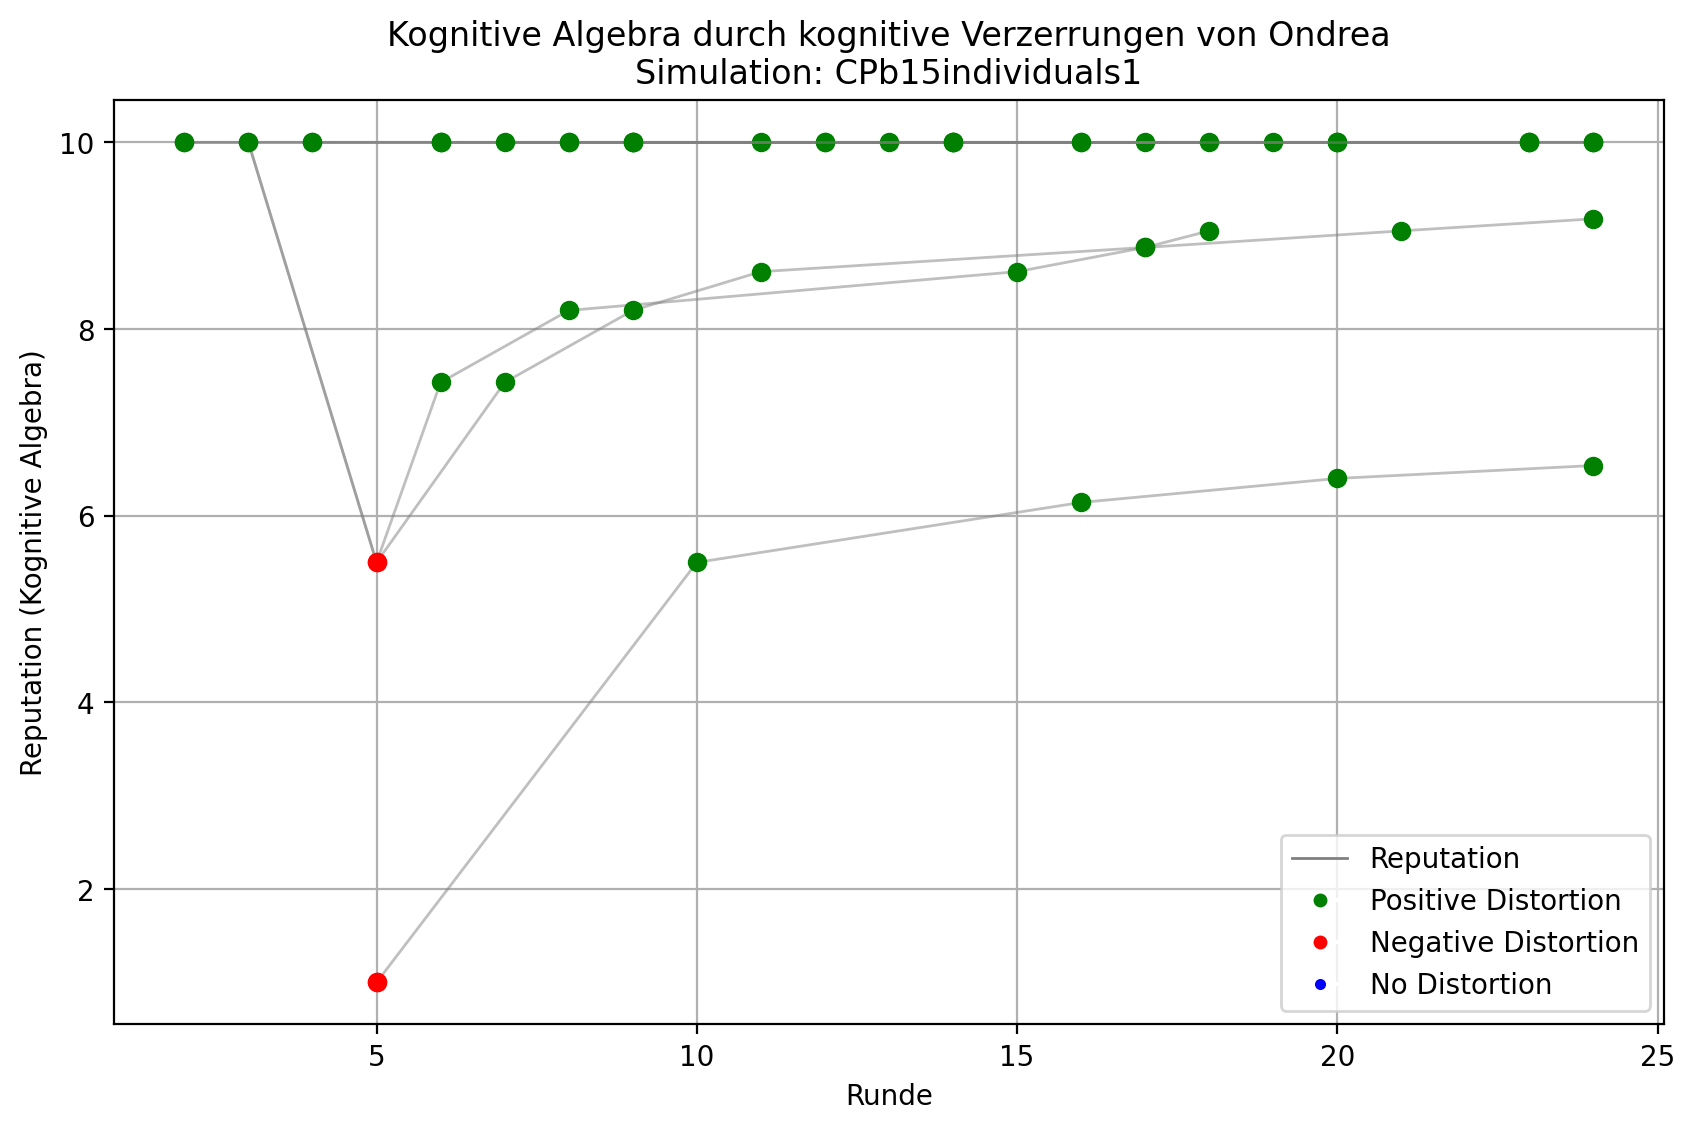 Kognitive Algebra durch kognitive Verzerrungen von Ondrea
Simulation: CPb15individuals1
Reputation (Kognitive Algebra)
10
8
6
4
2
5
10
15
20
25
Runde
Reputation
Positive Distortion
Negative Distortion
No Distortion